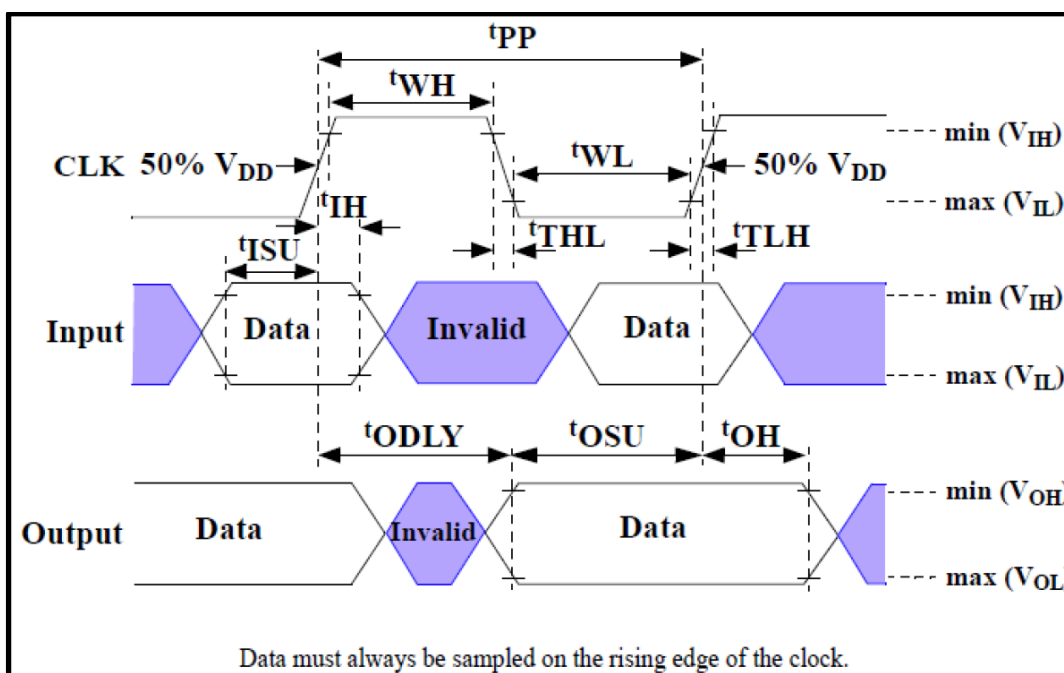 tPP
tWH
min (VIH)
CLK 50% VDD
tWL
50% VDD
tIH
max (VIL)
tTHL
tTLH
tISU
min (VIH)
Input
Data
Invalid
Data
max (VIL)
tODLY
tOSU
tOH
min (VOH)
Output
Data
Invalid
Data
max (VOL)
Data must always be sampled on the rising edge of the clock.